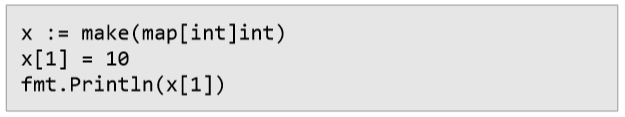 x := make(map[int]int)
x[1] = 10
fmt.Println(x[1])